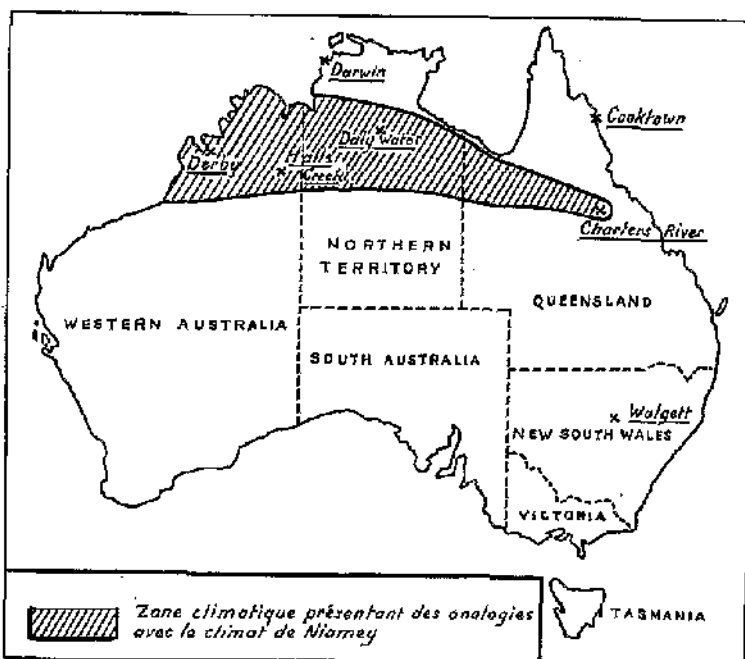 Darwin
Cooktown
Daly Water
Derby
Halls
Creek
Charters River
NORTHERN
TERRITORY
QUEENSLAND
WESTERN AUSTRALIA
SOUTH AUSTRALIA
Walgett
NEW SOUTH WALES
VICTORIA
Zone climatique présentant des analogies
avec le climat de Niamey
TASMANIA